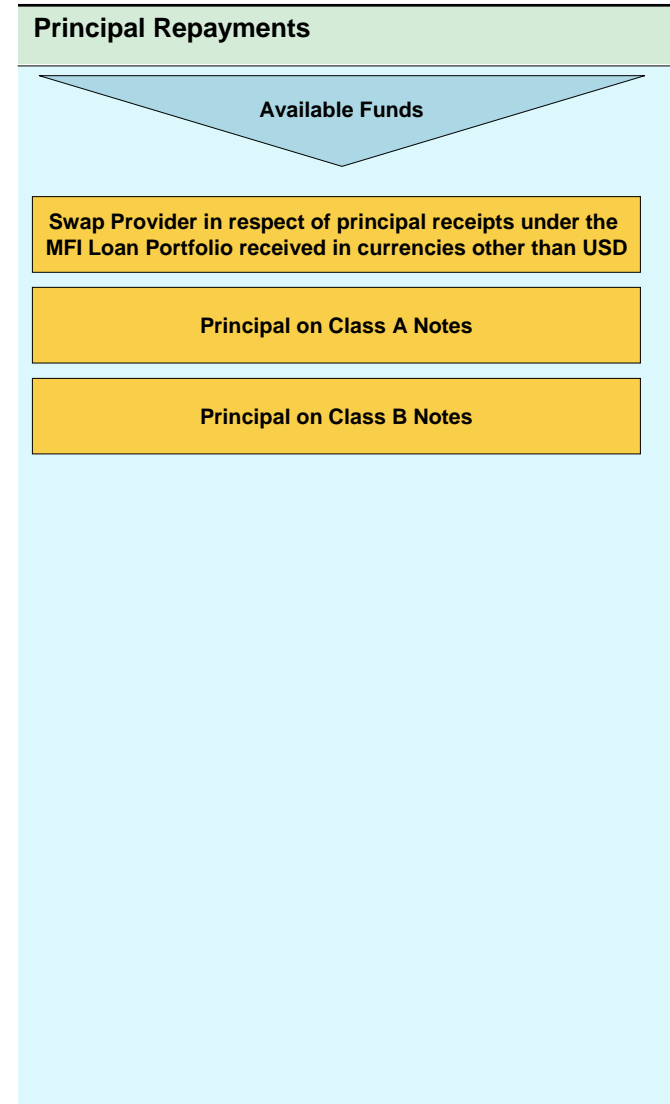 Principal Repayments
Available Funds
Swap Provider in respect of principal receipts under the
MFI Loan Portfolio received in currencies other than USD
Principal on Class A Notes
Principal on Class B Notes